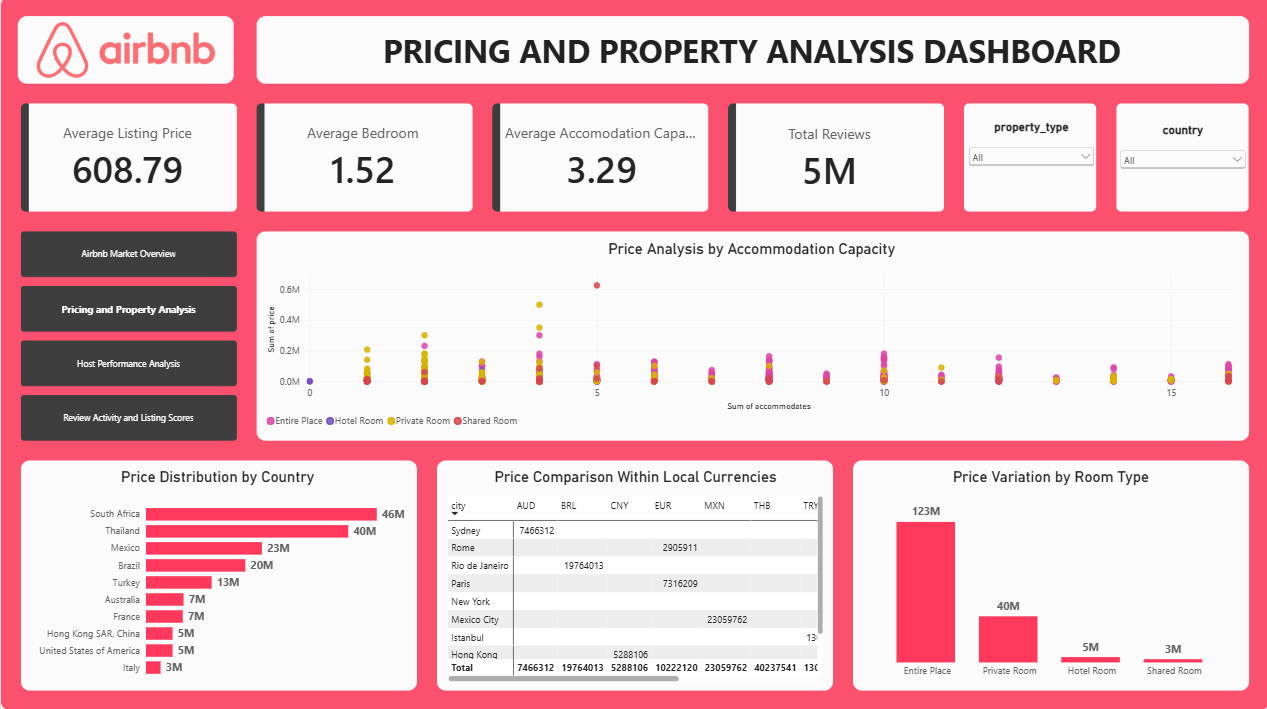 airbnb
PRICING AND PROPERTY ANALYSIS DASHBOARD
Average Listing Price
608.79
Average Bedroom
1.52
Average Accomodation Capa...
3.29
Total Reviews
5M
property_type
All
country
All
Airbnb Market Overview
Pricing and Property Analysis
Host Performance Analysis
Review Activity and Listing Scores
Price Analysis by Accommodation Capacity
Sum of price
0.6M
0.4M
0.2M
0.0M
0 5 10 15
Sum of accommodates
Entire Place Hotel Room Private Room Shared Room
Price Distribution by Country
South Africa 46M
Thailand 40M
Mexico 23M
Brazil 20M
Turkey 13M
Australia 7M
France 7M
Hong Kong SAR, China 5M
United States of America 5M
Italy 3M
Price Comparison Within Local Currencies
city AUD BRL CNY EUR MXN THB TRY
Sydney 7466312
Rome 2905911
Rio de Janeiro 19764013
Paris 7316209
New York
Mexico City 23059762
Istanbul 130
Hong Kong 5288106
Total 7466312 19764013 5288106 10222120 23059762 40237541 130
Price Variation by Room Type
123M
40M
5M
3M
Entire Place Private Room Hotel Room Shared Room